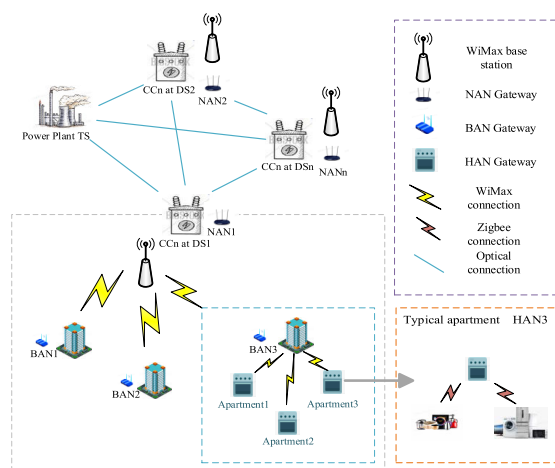 CCn at DS2
NAN2
Power Plant TS
CCn at DSn
NANn
NAN1
CCn at DS1
BAN1
BAN2
BAN3
Apartment1
Apartment2
Apartment3
WiMax base
station
NAN Gateway
BAN Gateway
HAN Gateway
WiMax
connection
Zigbee
connection
Optical
connection
Typical apartment HAN3